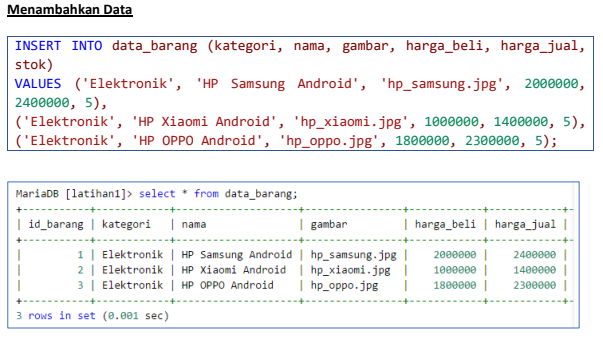 Menambahkan Data
INSERT INTO data_barang (kategori, nama, gambar, harga_beli, harga_jual,
stok)
VALUES ('Elektronik', 'HP Samsung Android', 'hp_samsung.jpg', 2000000,
2400000, 5),
('Elektronik', 'HP Xiaomi Android', 'hp_xiaomi.jpg', 1000000, 1400000, 5),
('Elektronik', 'HP OPPO Android', 'hp_oppo.jpg', 1800000, 2300000, 5);
MariaDB [latihan1]> select * from data_barang;
+-----------+------------+--------------------+----------------+------------+------------+-
| id_barang | kategori   | nama               | gambar         | harga_beli | harga_jual |
+-----------+------------+--------------------+----------------+------------+------------+-
|         1 | Elektronik | HP Samsung Android | hp_samsung.jpg |    2000000 |    2400000 |
|         2 | Elektronik | HP Xiaomi Android  | hp_xiaomi.jpg  |    1000000 |    1400000 |
|         3 | Elektronik | HP OPPO Android    | hp_oppo.jpg    |    1800000 |    2300000 |
+-----------+------------+--------------------+----------------+------------+------------+-
3 rows in set (0.001 sec)